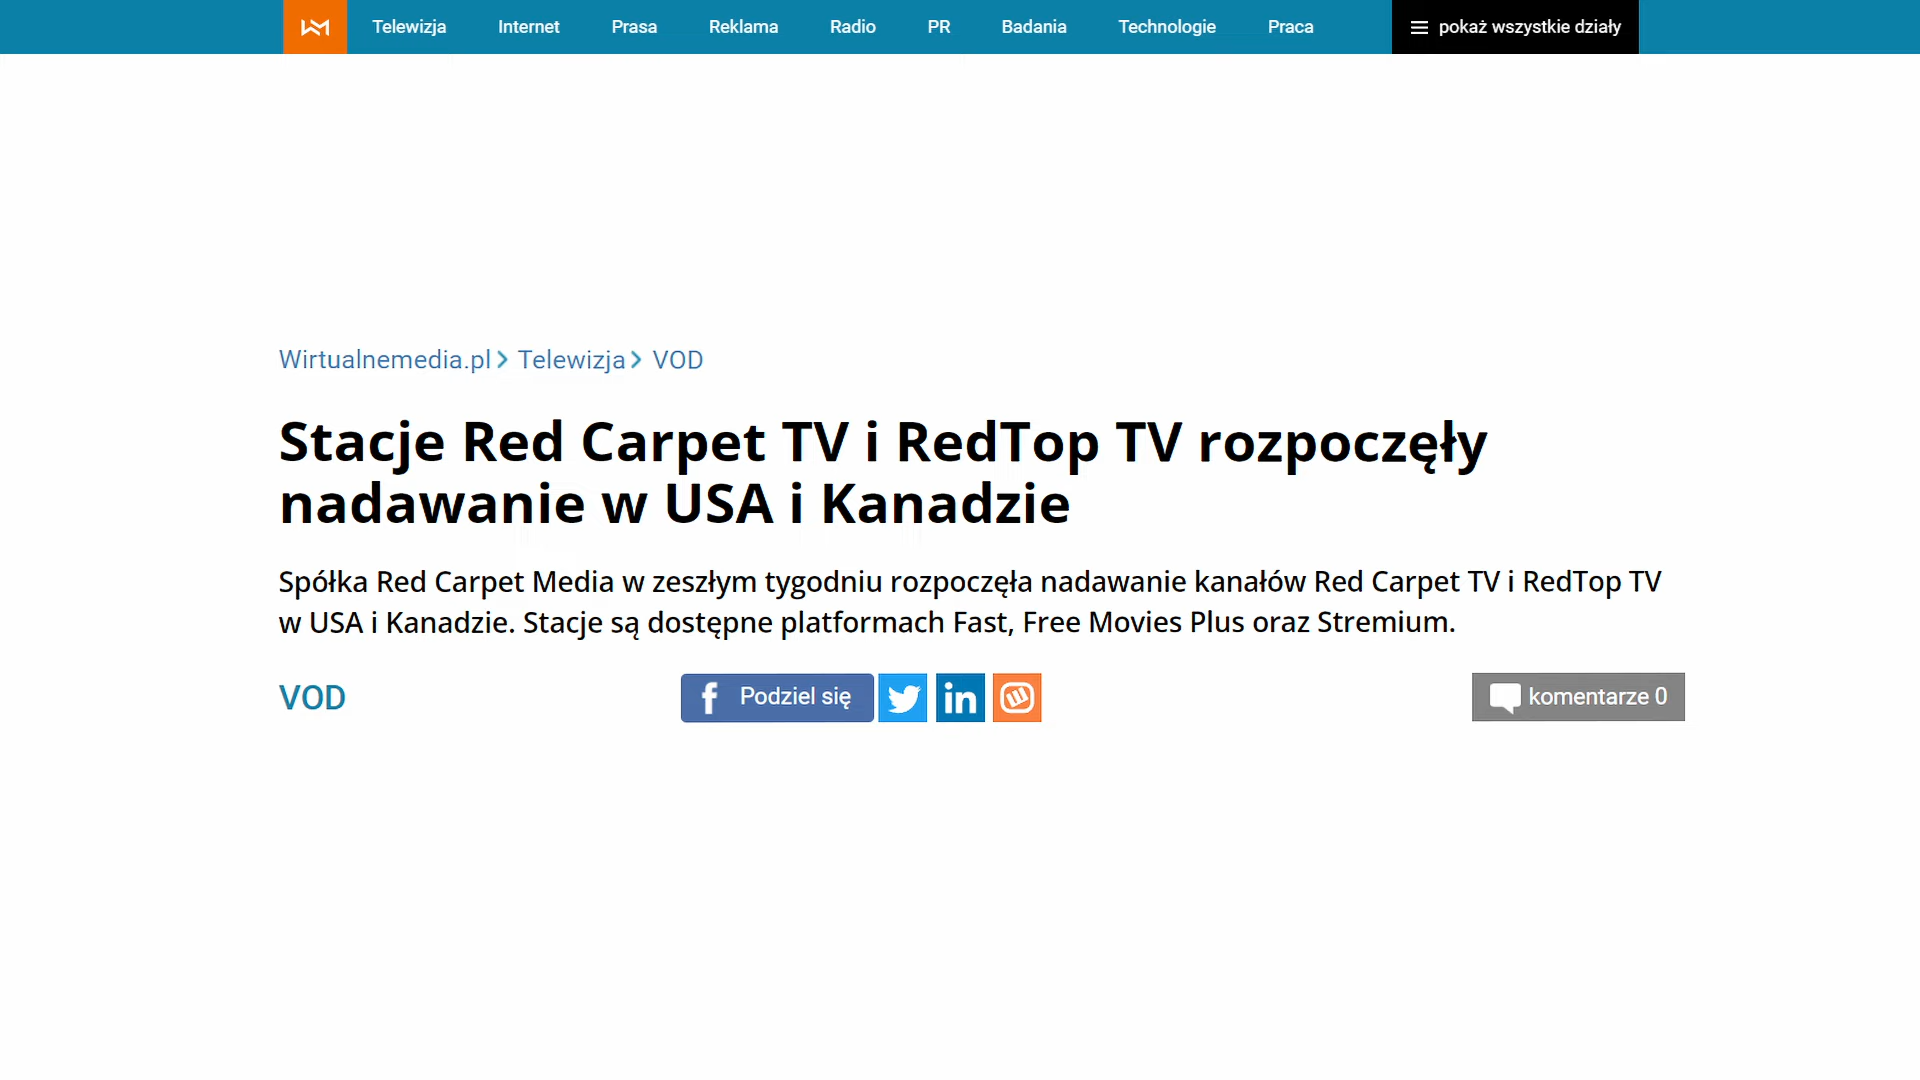 Telewizja Internet Prasa Reklama Radio PR Badania Technologie Praca pokaż wszystkie działy
Wirtualnemedia.pl Telewizja VOD
Stacje Red Carpet TV i RedTop TV rozpoczęły
nadawanie w USA i Kanadzie
Spółka Red Carpet Media w zeszłym tygodniu rozpoczęła nadawanie kanałów Red Carpet TV i RedTop TV
w USA i Kanadzie. Stacje są dostępne platformach Fast, Free Movies Plus oraz Stremium.
VOD Podziel się komentarze 0